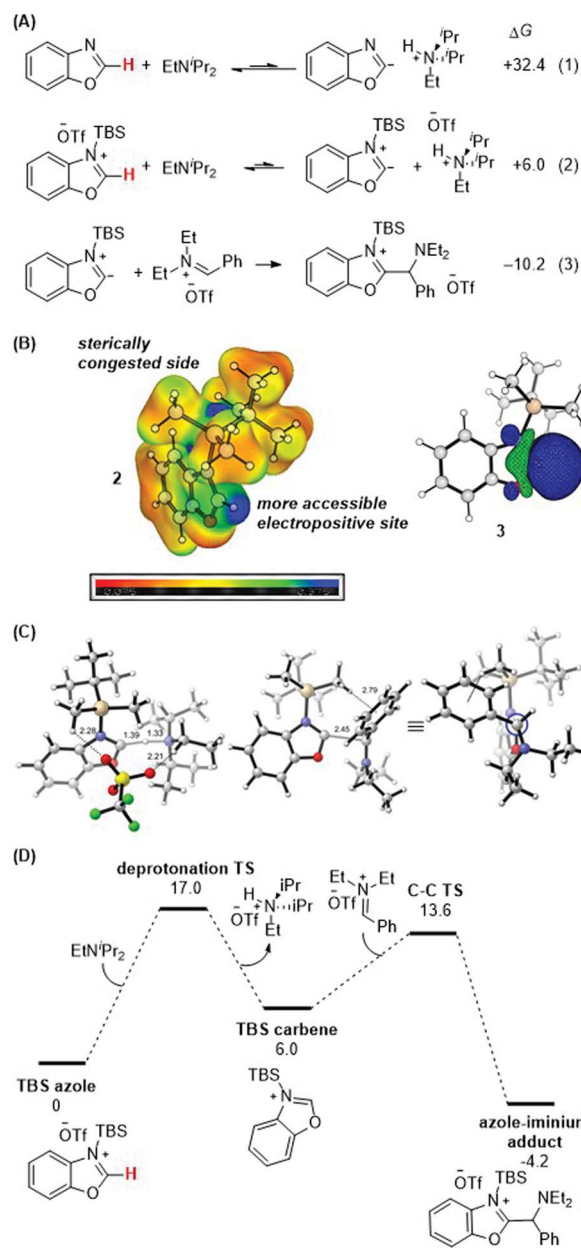 (A)
ΔG
N
O
H
+ EtNⁱPr₂
N
O
−
H
N
+
ⁱPr
ⁱPr
Et
+32.4 (1)
−
OTf
TBS
N
+
O
H
+ EtNⁱPr₂
TBS
N
+
O
−
+
−
OTf
H
N
+
ⁱPr
ⁱPr
Et
+6.0 (2)
TBS
N
+
O
−
+
Et
N
+
Et
Ph
−
OTf
TBS
N
+
O
NEt₂
Ph
−
OTf
−10.2 (3)
(B)
sterically
congested side
2
more accessible
electropositive site
3
(C)
2.28
1.39
1.33
2.21
2.79
2.45
≡
(D)
deprotonation TS
17.0
EtNⁱPr₂
H
N
+
iPr
iPr
−
OTf
Et
Et
Et
N
+
−
OTf
Ph
C-C TS
13.6
TBS carbene
6.0
TBS
N
+
O
TBS azole
0
−
OTf
TBS
N
+
O
H
azole-iminium
adduct
-4.2
−
OTf
TBS
N
+
O
NEt₂
Ph